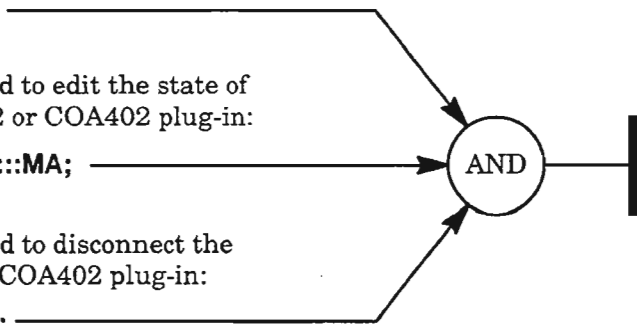 d to edit the state of
2 or COA402 plug-in:
:::MA;
AND
d to disconnect the
COA402 plug-in: